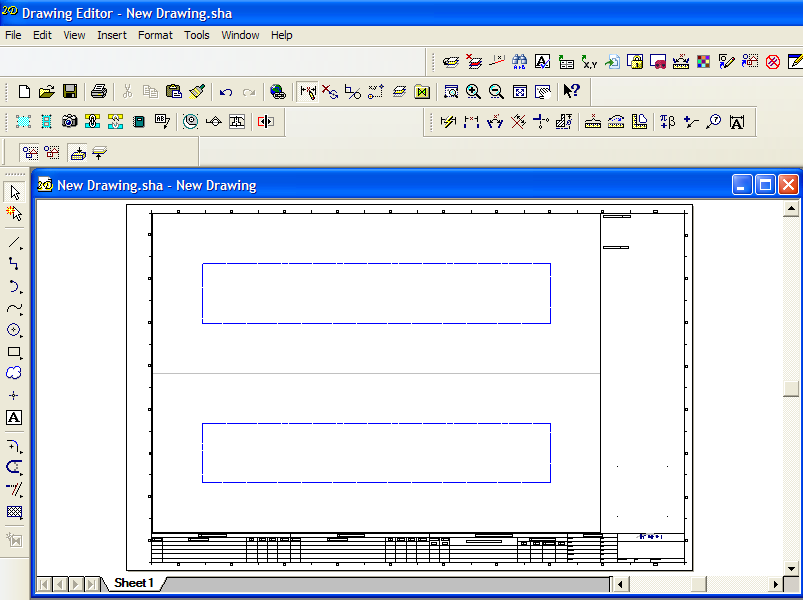 2D Drawing Editor - New Drawing.sha
File Edit View Insert Format Tools Window Help
New Drawing.sha - New Drawing
A
Sheet 1